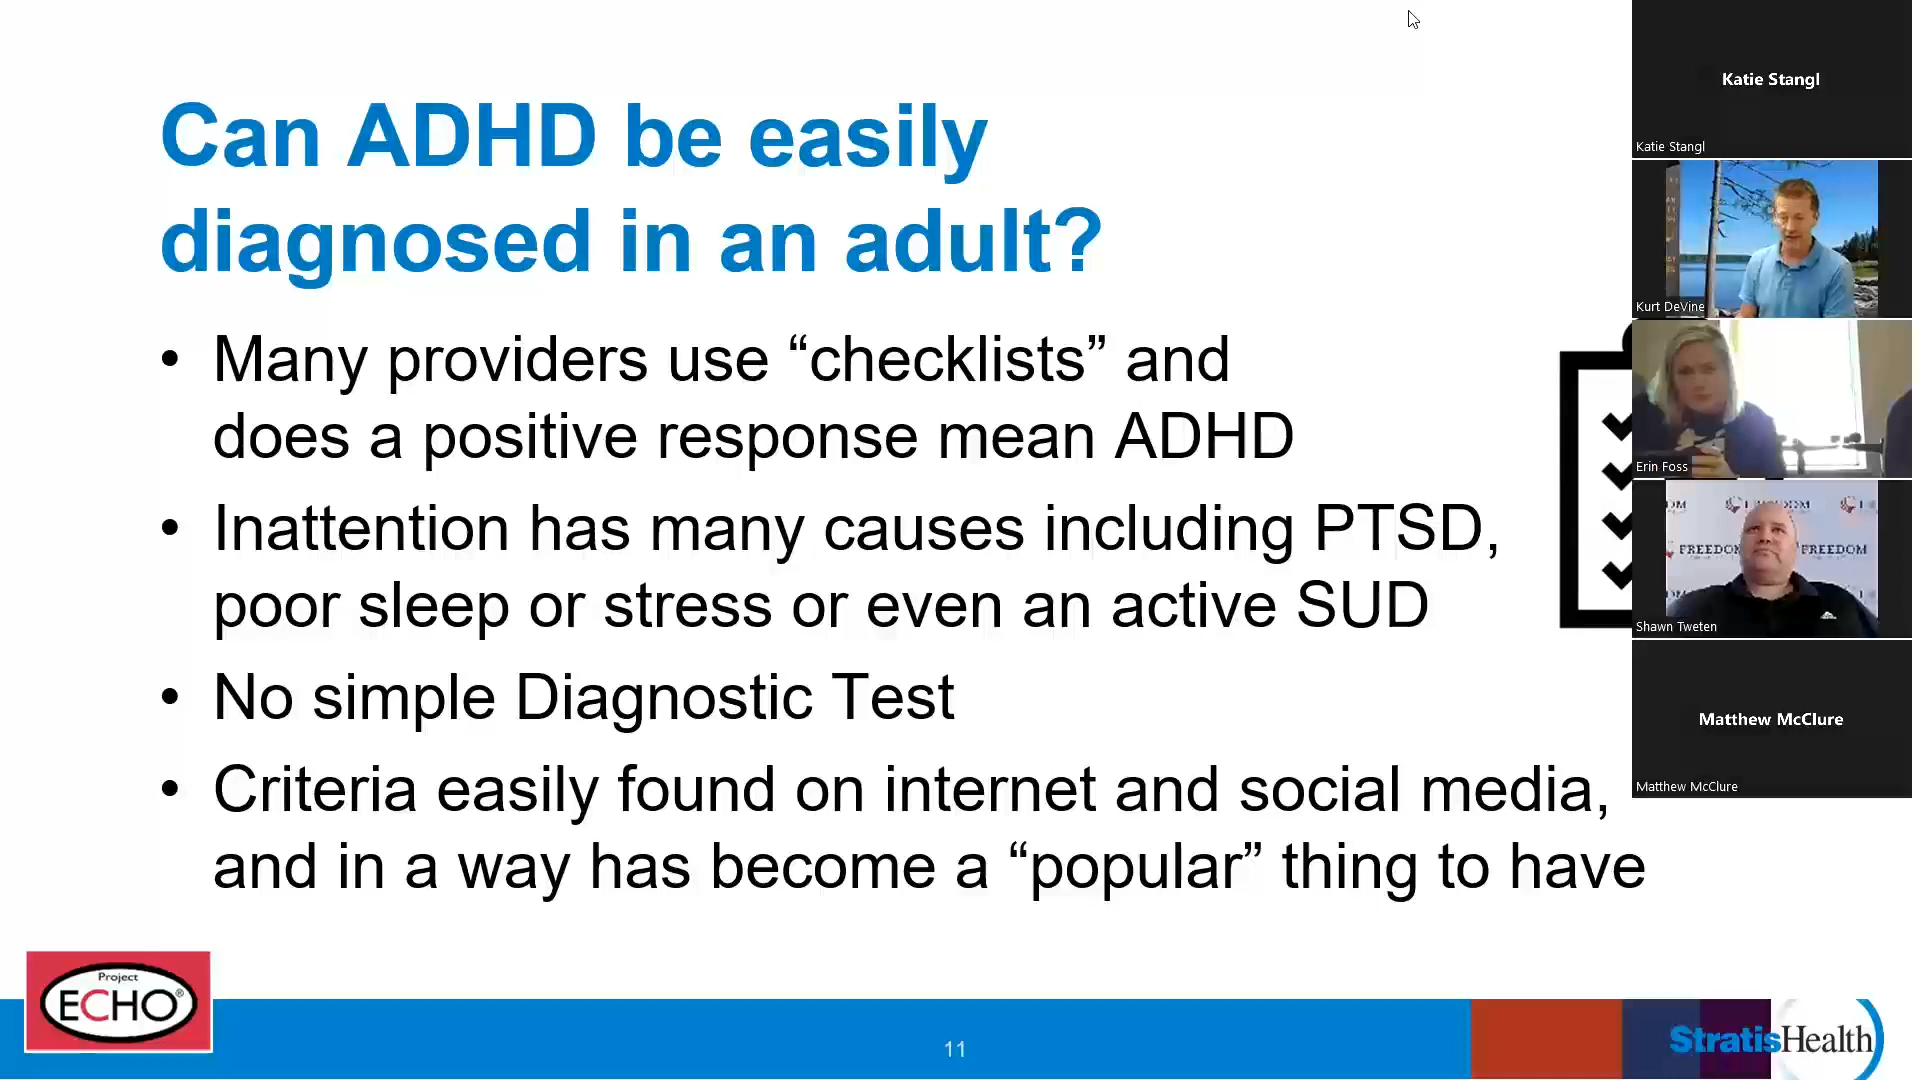 Can ADHD be easily
diagnosed in an adult?
• Many providers use “checklists” and
does a positive response mean ADHD
• Inattention has many causes including PTSD,
poor sleep or stress or even an active SUD
• No simple Diagnostic Test
• Criteria easily found on internet and social media,
and in a way has become a “popular” thing to have
Project
ECHO®
11
StratisHealth
Katie Stangl
Katie Stangl
Kurt DeVine
Erin Foss
FREEDOM
FREEDOM
Shawn Tweten
Matthew McClure
Matthew McClure